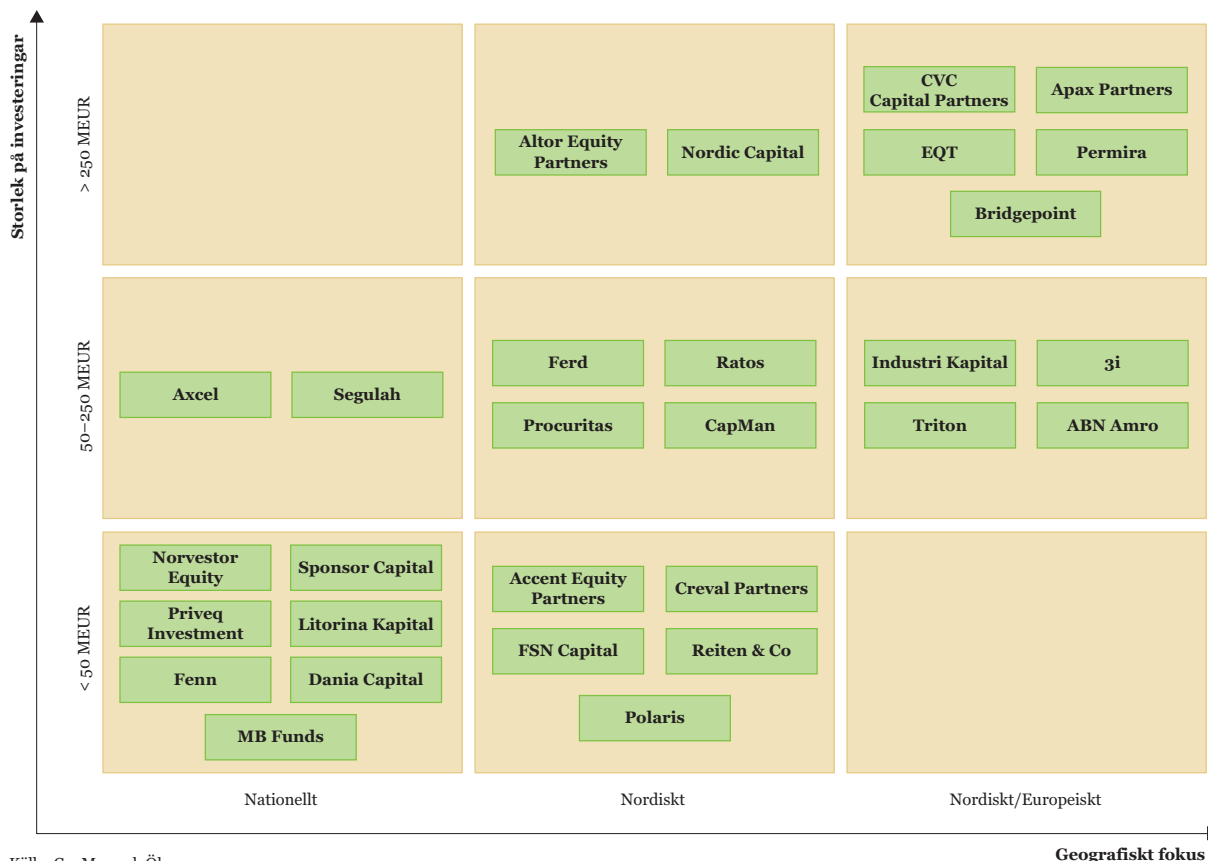 Storlek på investeringar
> 250 MEUR
CVC
Capital Partners
Apax Partners
Altor Equity
Partners
Nordic Capital
EQT
Permira
Bridgepoint
50–250 MEUR
Ferd
Ratos
Industri Kapital
3i
Axcel
Segulah
Procuritas
CapMan
Triton
ABN Amro
< 50 MEUR
Norvestor
Equity
Sponsor Capital
Accent Equity
Partners
Creval Partners
Priveq
Investment
Litorina Kapital
FSN Capital
Reiten & Co
Fenn
Dania Capital
Polaris
MB Funds
Nationellt
Nordiskt
Nordiskt/Europeiskt
Geografiskt fokus